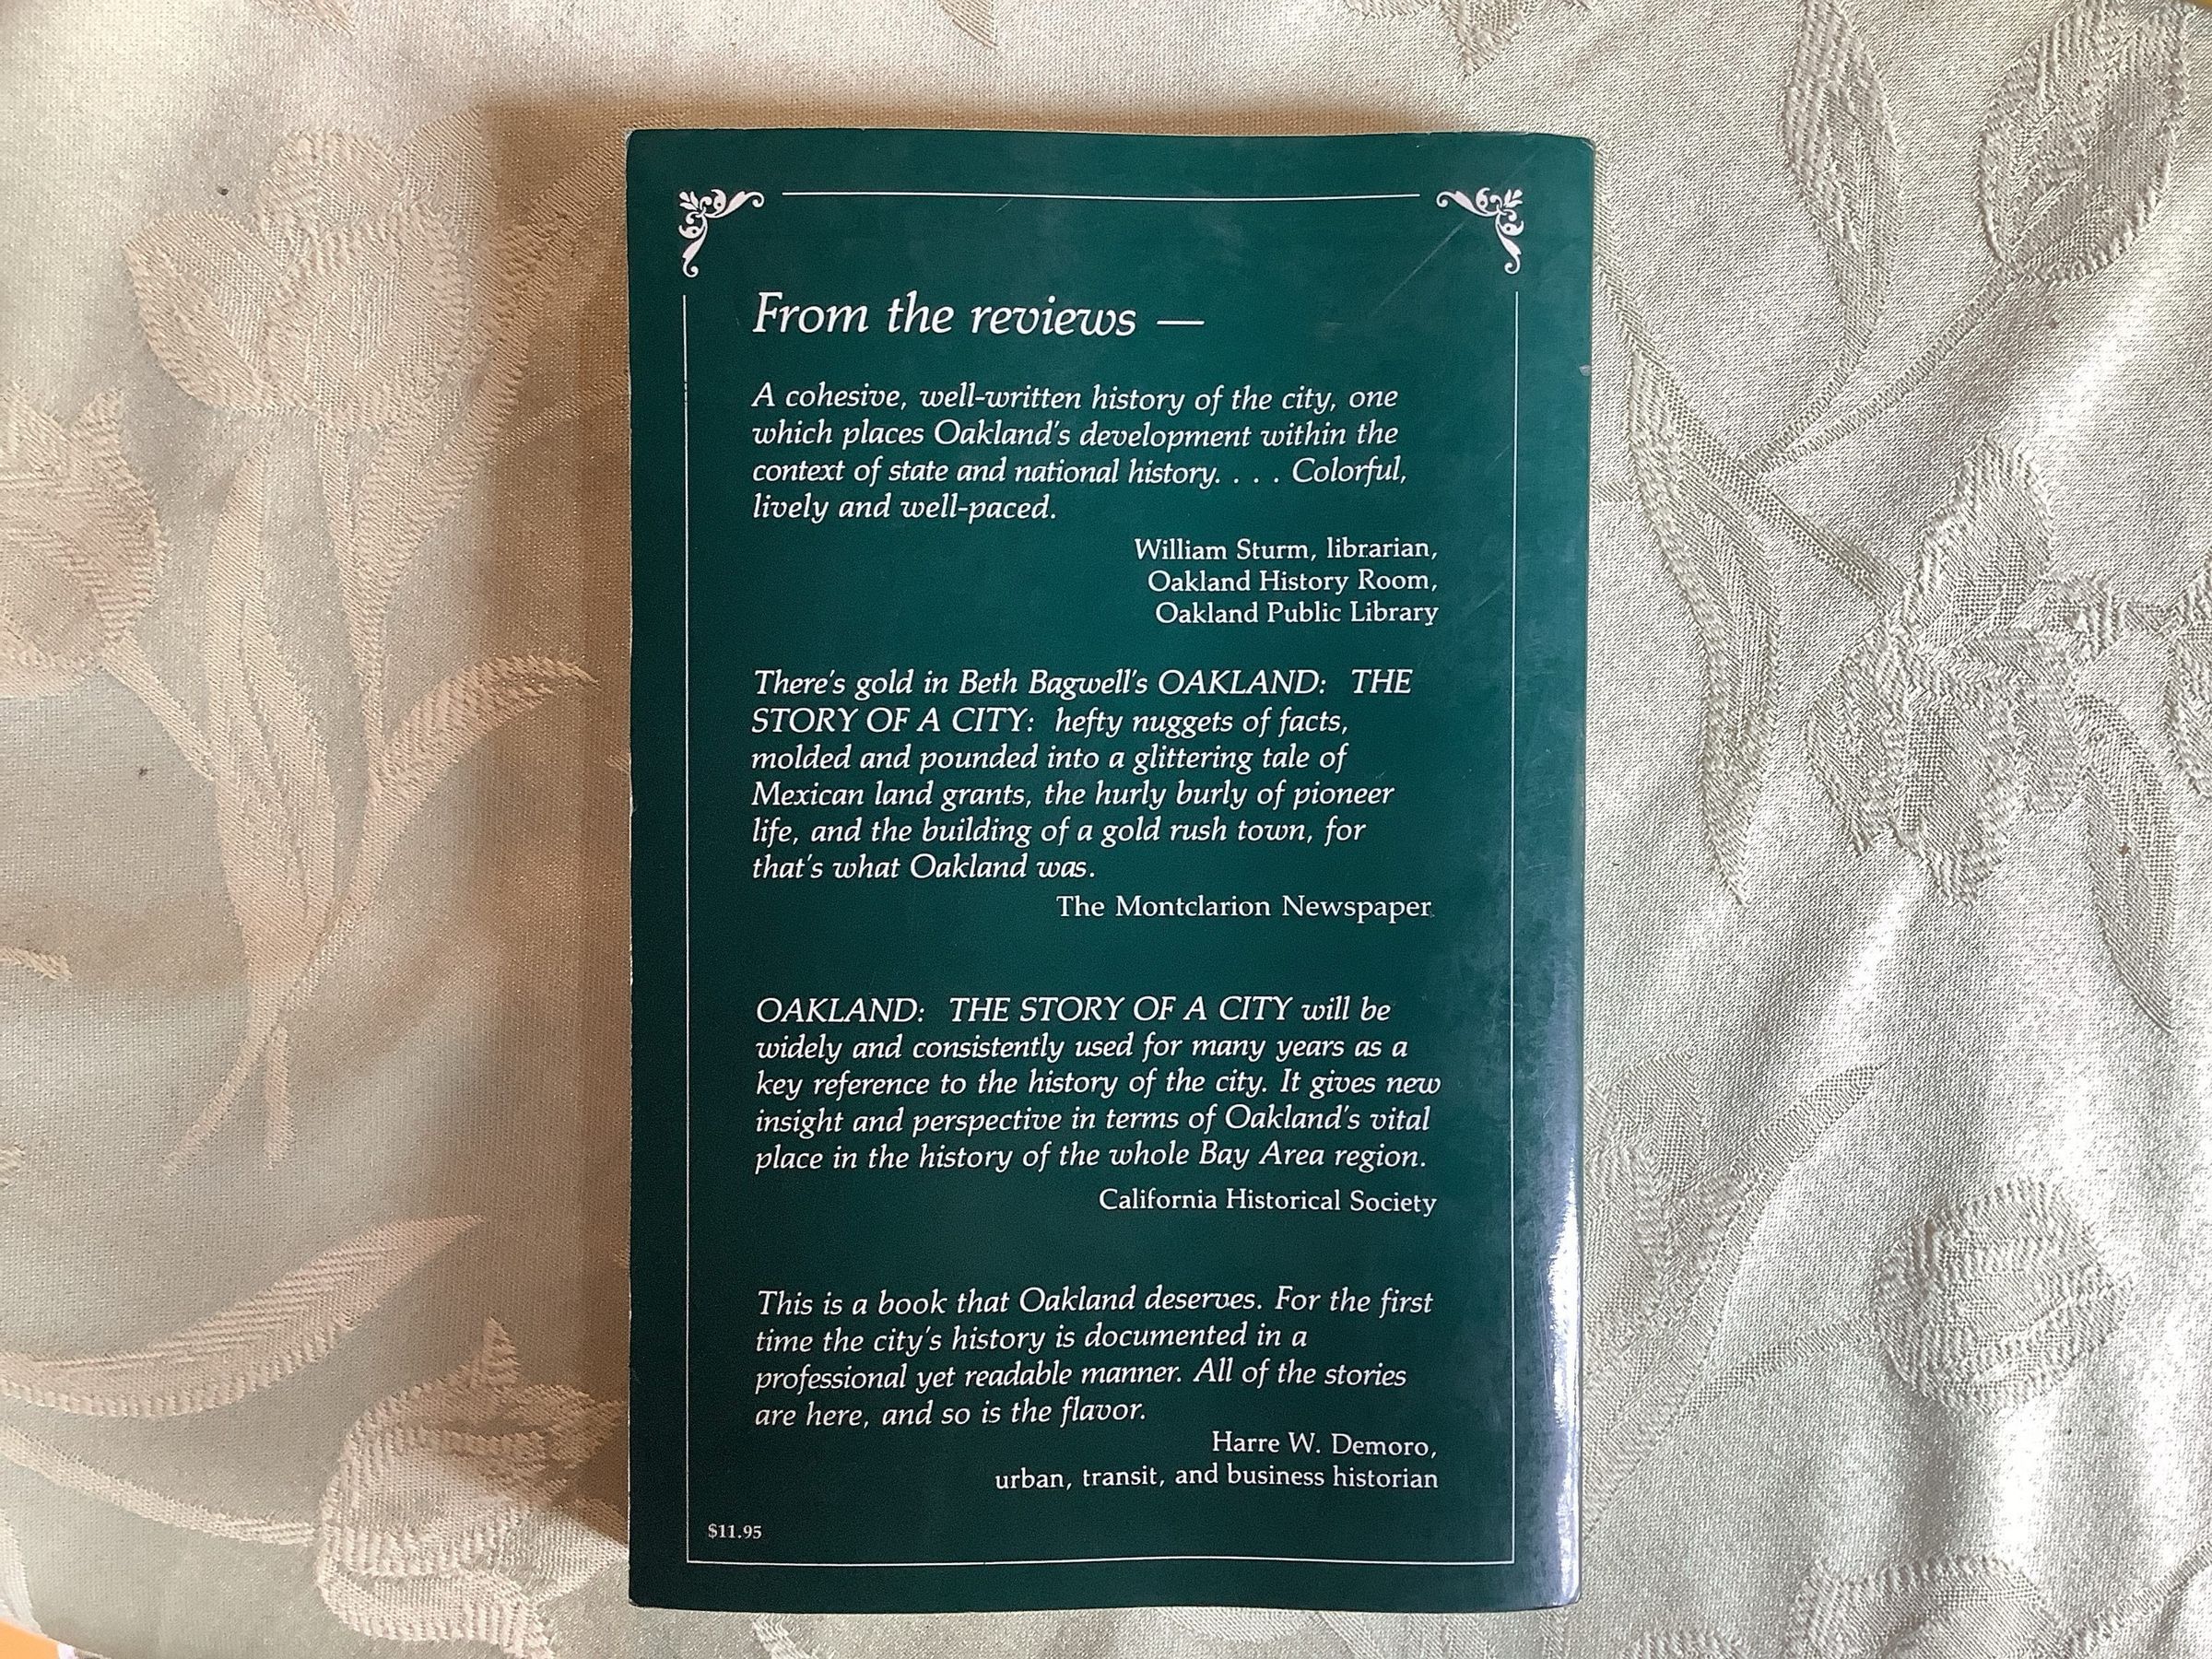 From the reviews —
A cohesive, well-written history of the city, one
which places Oakland's development within the
context of state and national history. . . . Colorful,
lively and well-paced.
William Sturm, librarian,
Oakland History Room,
Oakland Public Library
There's gold in Beth Bagwell's OAKLAND: THE
STORY OF A CITY: hefty nuggets of facts,
molded and pounded into a glittering tale of
Mexican land grants, the hurly burly of pioneer
life, and the building of a gold rush town, for
that's what Oakland was.
The Montclarion Newspaper
OAKLAND: THE STORY OF A CITY will be
widely and consistently used for many years as a
key reference to the history of the city. It gives new
insight and perspective in terms of Oakland's vital
place in the history of the whole Bay Area region.
California Historical Society
This is a book that Oakland deserves. For the first
time the city's history is documented in a
professional yet readable manner. All of the stories
are here, and so is the flavor.
Harre W. Demoro,
urban, transit, and business historian
$11.95